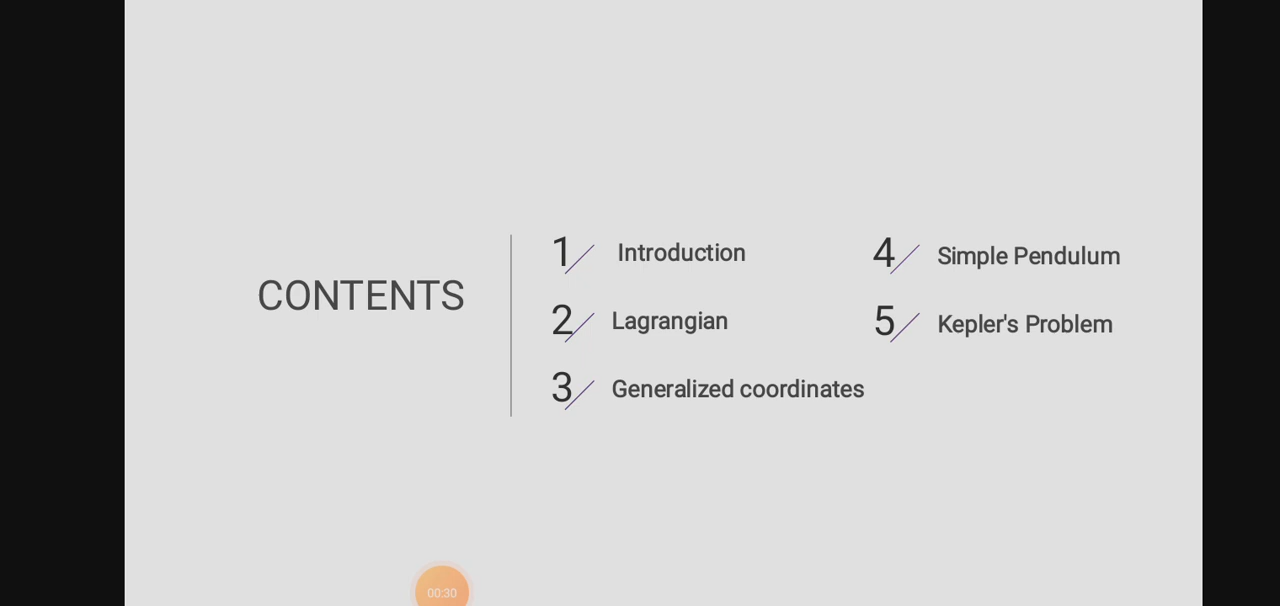 CONTENTS
1 Introduction
2 Lagrangian
3 Generalized coordinates
4 Simple Pendulum
5 Kepler's Problem
00:30